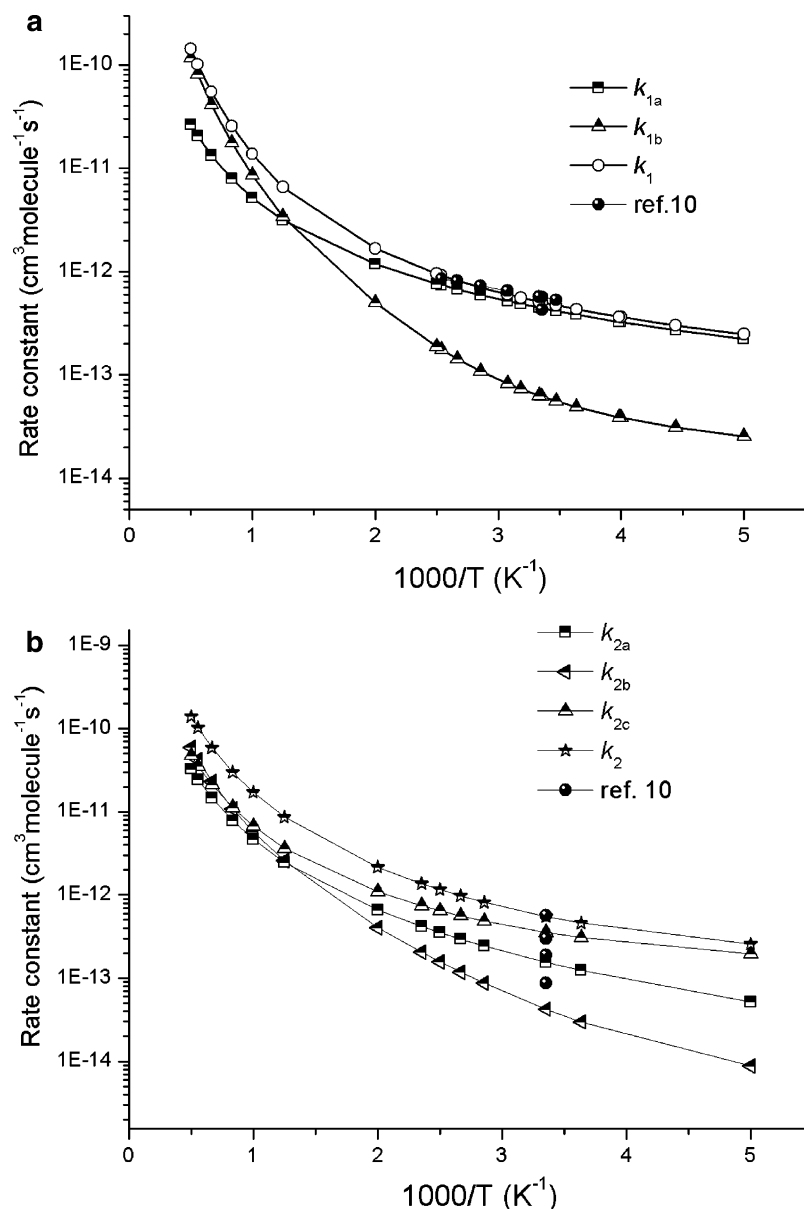 a
1E-10
1E-11
1E-12
1E-13
1E-14
Rate constant (cm³molecule⁻¹s⁻¹)
k1a
k1b
k1
ref.10
0 1 2 3 4 5
1000/T (K⁻¹)
b
1E-9
1E-10
1E-11
1E-12
1E-13
1E-14
Rate constant (cm³molecule⁻¹s⁻¹)
k2a
k2b
k2c
k2
ref. 10
0 1 2 3 4 5
1000/T (K⁻¹)